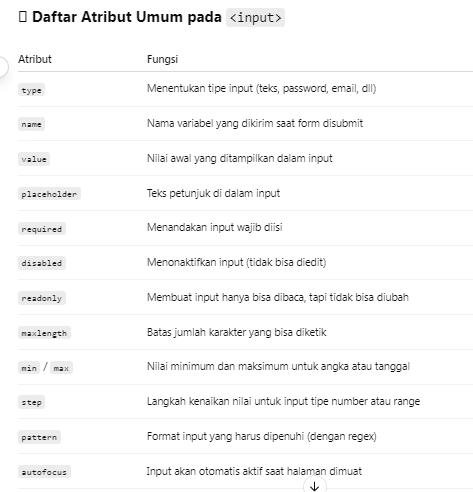 Daftar Atribut Umum pada <input>
Atribut Fungsi
type Menentukan tipe input (teks, password, email, dll)
name Nama variabel yang dikirim saat form disubmit
value Nilai awal yang ditampilkan dalam input
placeholder Teks petunjuk di dalam input
required Menandakan input wajib diisi
disabled Menonaktifkan input (tidak bisa diedit)
readonly Membuat input hanya bisa dibaca, tapi tidak bisa diubah
maxlength Batas jumlah karakter yang bisa diketik
min / max Nilai minimum dan maksimum untuk angka atau tanggal
step Langkah kenaikan nilai untuk input tipe number atau range
pattern Format input yang harus dipenuhi (dengan regex)
autofocus Input akan otomatis aktif saat halaman dimuat